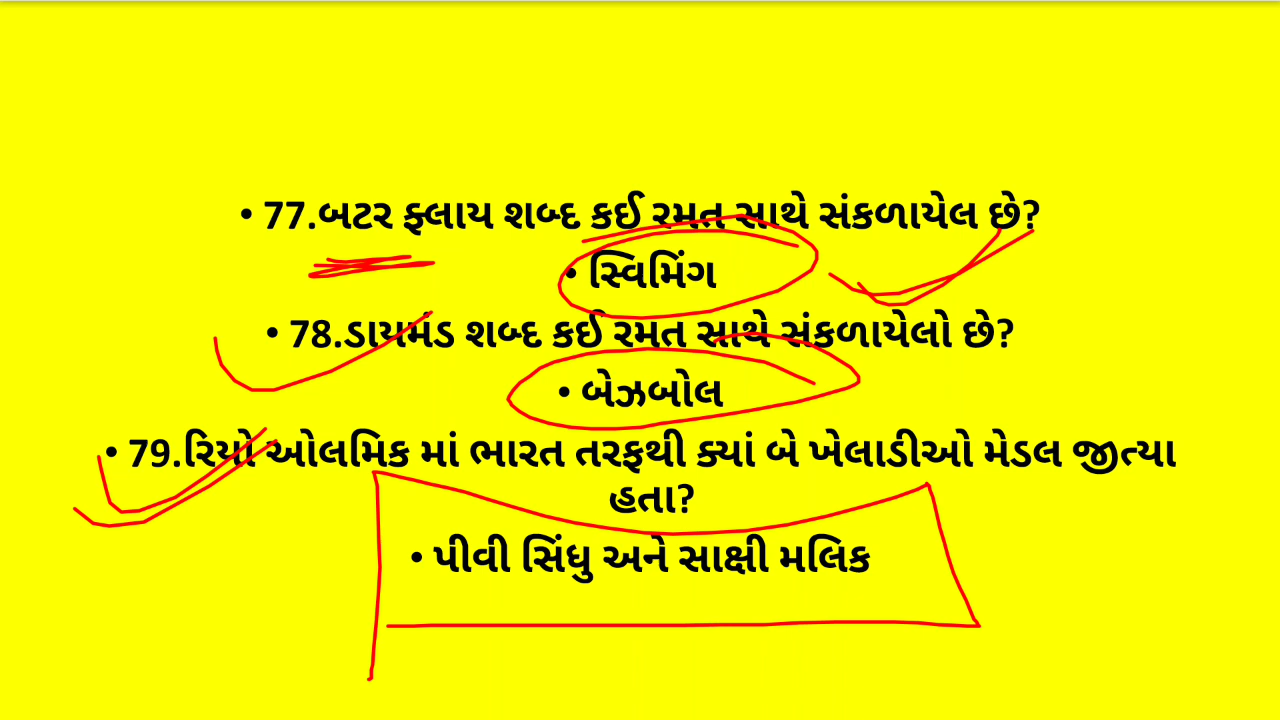 • 77.બટર ફ્લાય શબ્દ કઈ રમત સાથે સંકળાયેલ છે?
• સ્વિમિંગ
• 78.ડાયમંડ શબ્દ કઈ રમત સાથે સંકળાયેલો છે?
• બેઝબોલ
• 79.રિયો ઓલમિક માં ભારત તરફથી ક્યાં બે ખેલાડીઓ મેડલ જીત્યા
હતા?
• પીવી સિંધુ અને સાક્ષી મલિક